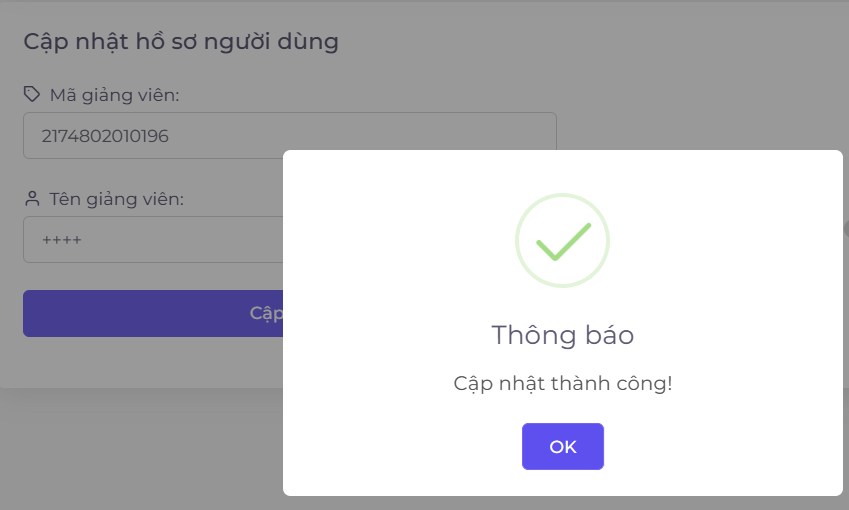 Cập nhật hồ sơ người dùng
Mã giảng viên:
2174802010196
Tên giảng viên:
++++
Cập
Thông báo
Cập nhật thành công!
OK